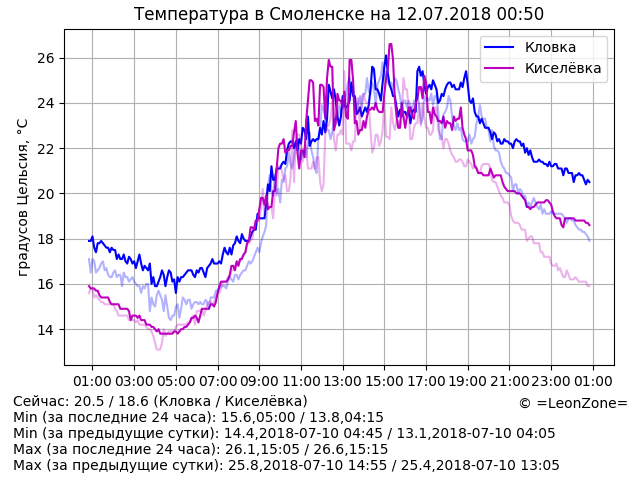 Температура в Смоленске на 12.07.2018 00:50
градусов Цельсия, °C
26
24
22
20
18
16
14
Кловка
Киселёвка
01:00 03:00 05:00 07:00 09:00 11:00 13:00 15:00 17:00 19:00 21:00 23:00 01:00
Сейчас: 20.5 / 18.6 (Кловка / Киселёвка)
© =LeonZone=
Min (за последние 24 часа): 15.6,05:00 / 13.8,04:15
Min (за предыдущие сутки): 14.4,2018-07-10 04:45 / 13.1,2018-07-10 04:05
Max (за последние 24 часа): 26.1,15:05 / 26.6,15:15
Max (за предыдущие сутки): 25.8,2018-07-10 14:55 / 25.4,2018-07-10 13:05